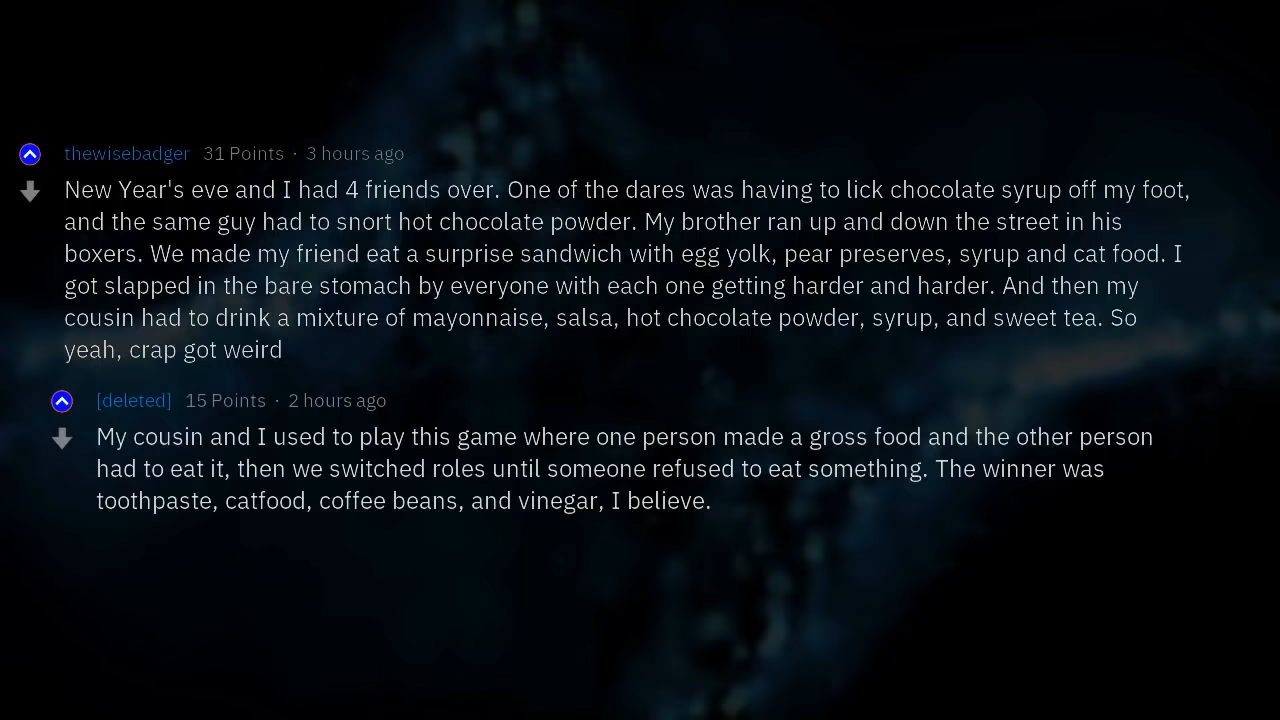 thewisebadger 31 Points · 3 hours ago
New Year's eve and I had 4 friends over. One of the dares was having to lick chocolate syrup off my foot,
and the same guy had to snort hot chocolate powder. My brother ran up and down the street in his
boxers. We made my friend eat a surprise sandwich with egg yolk, pear preserves, syrup and cat food. I
got slapped in the bare stomach by everyone with each one getting harder and harder. And then my
cousin had to drink a mixture of mayonnaise, salsa, hot chocolate powder, syrup, and sweet tea. So
yeah, crap got weird
[deleted] 15 Points · 2 hours ago
My cousin and I used to play this game where one person made a gross food and the other person
had to eat it, then we switched roles until someone refused to eat something. The winner was
toothpaste, catfood, coffee beans, and vinegar, I believe.